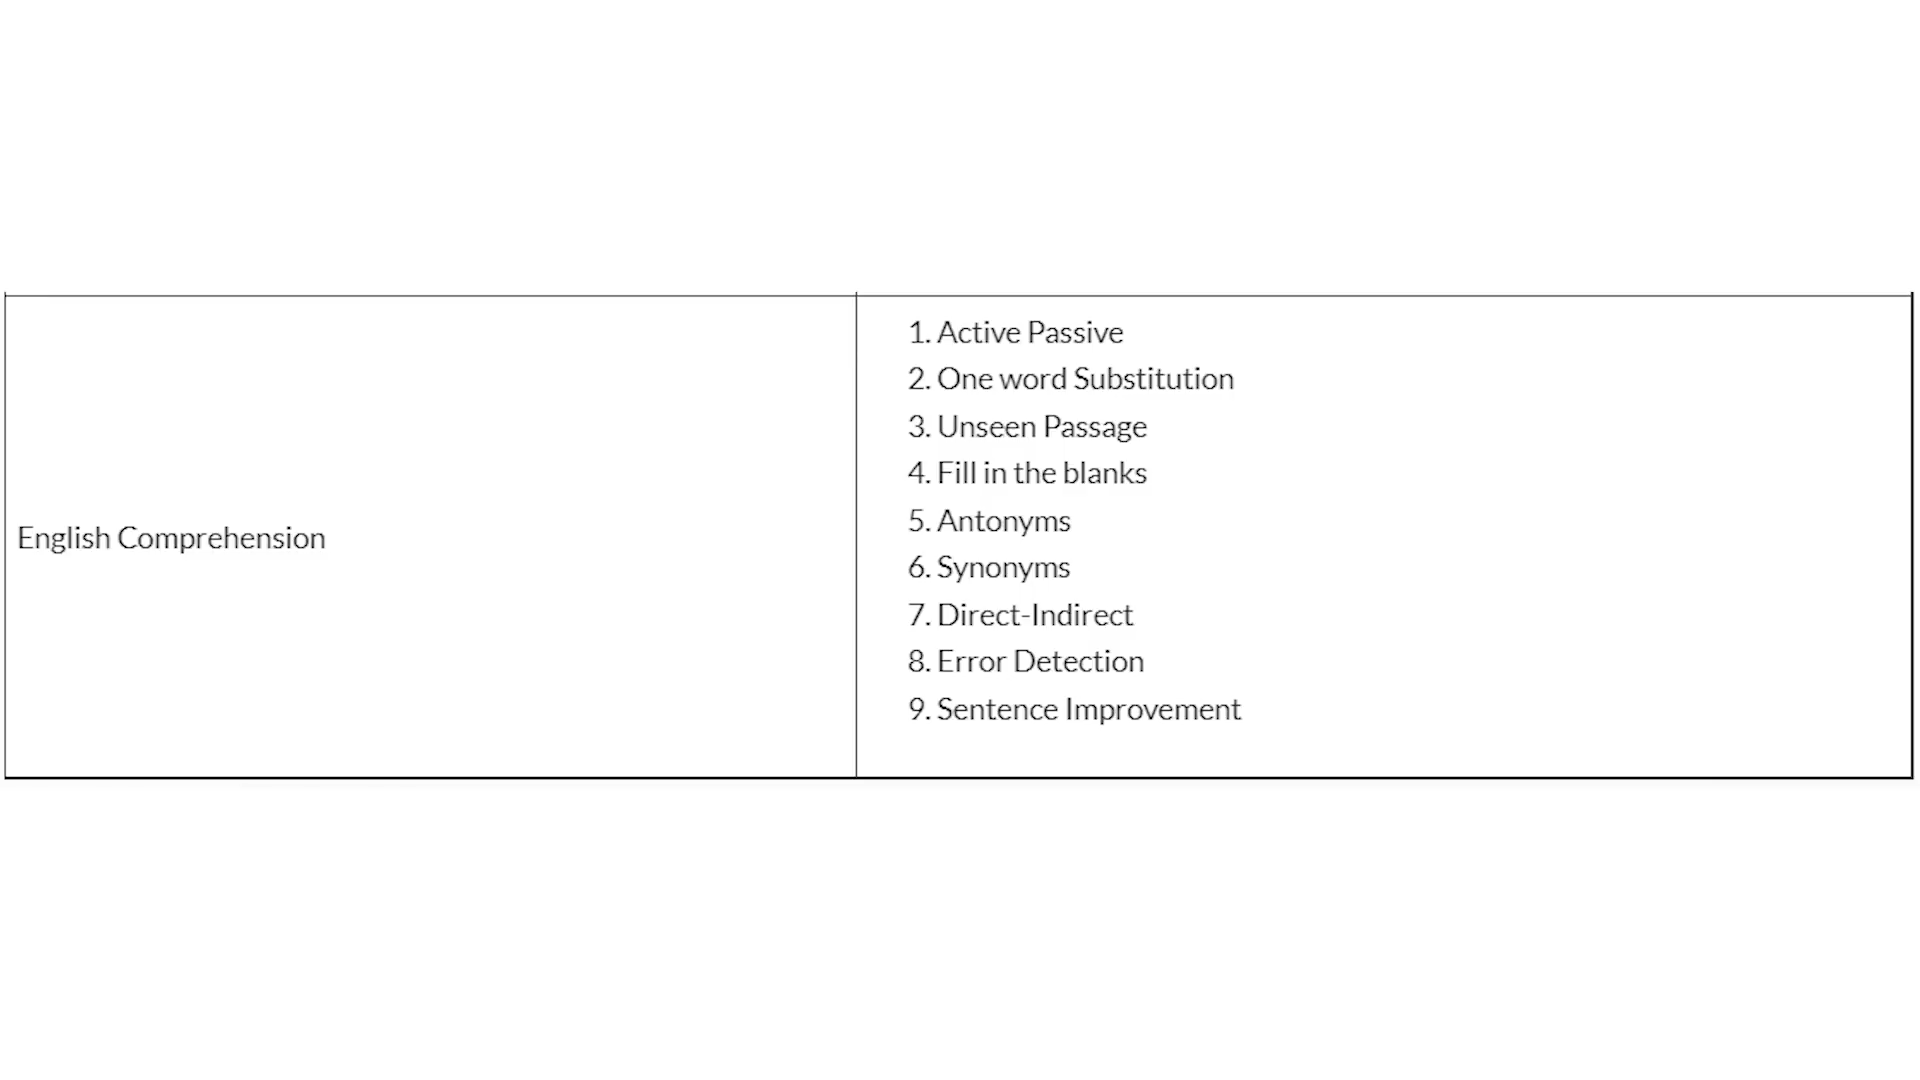 English Comprehension
1. Active Passive
2. One word Substitution
3. Unseen Passage
4. Fill in the blanks
5. Antonyms
6. Synonyms
7. Direct-Indirect
8. Error Detection
9. Sentence Improvement